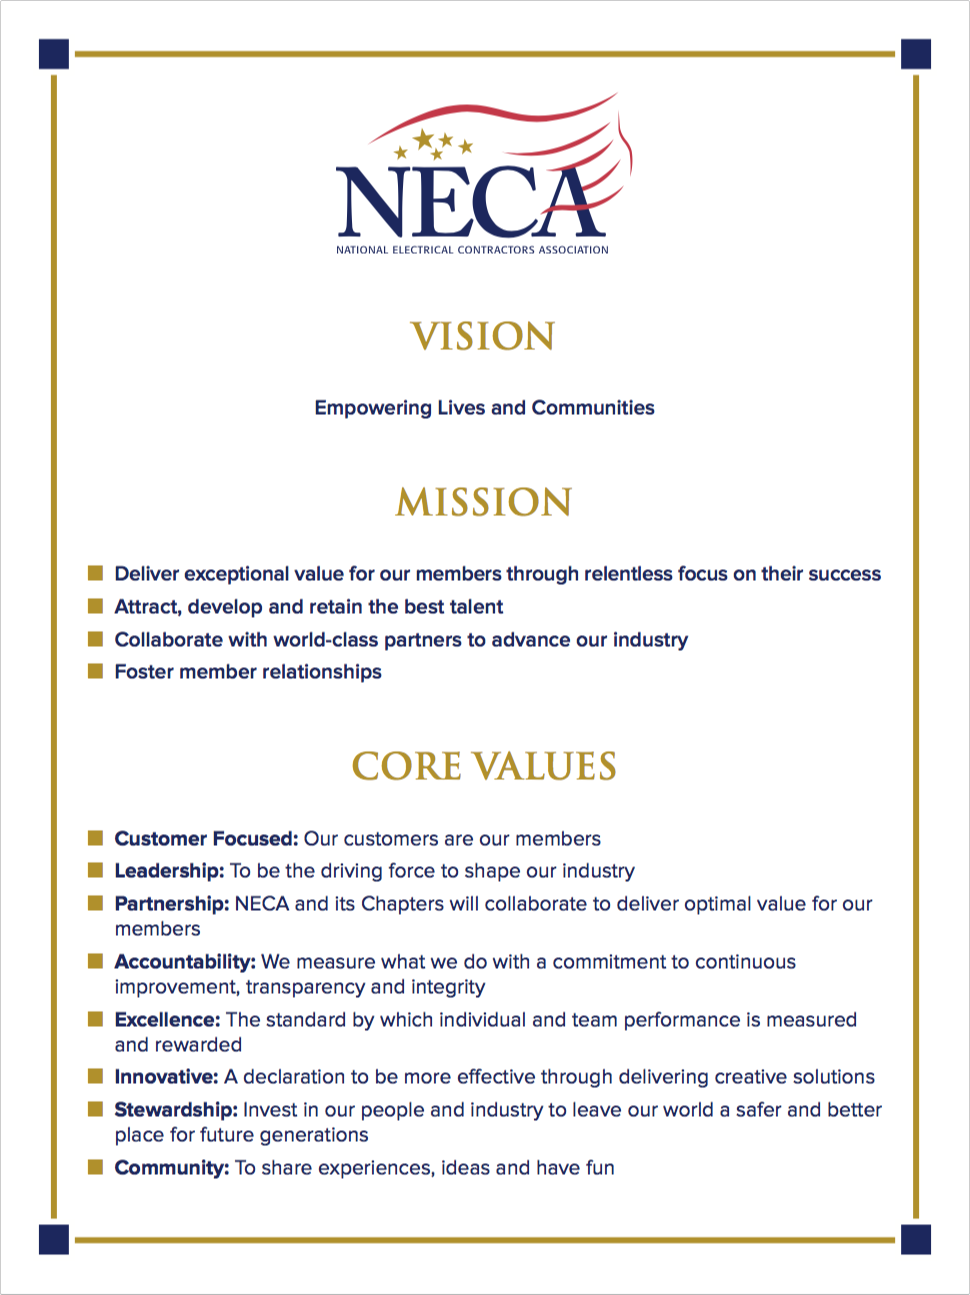 NECA
NATIONAL ELECTRICAL CONTRACTORS ASSOCIATION
VISION
Empowering Lives and Communities
MISSION
Deliver exceptional value for our members through relentless focus on their success
Attract, develop and retain the best talent
Collaborate with world-class partners to advance our industry
Foster member relationships
CORE VALUES
Customer Focused: Our customers are our members
Leadership: To be the driving force to shape our industry
Partnership: NECA and its Chapters will collaborate to deliver optimal value for our
members
Accountability: We measure what we do with a commitment to continuous
improvement, transparency and integrity
Excellence: The standard by which individual and team performance is measured
and rewarded
Innovative: A declaration to be more effective through delivering creative solutions
Stewardship: Invest in our people and industry to leave our world a safer and better
place for future generations
Community: To share experiences, ideas and have fun